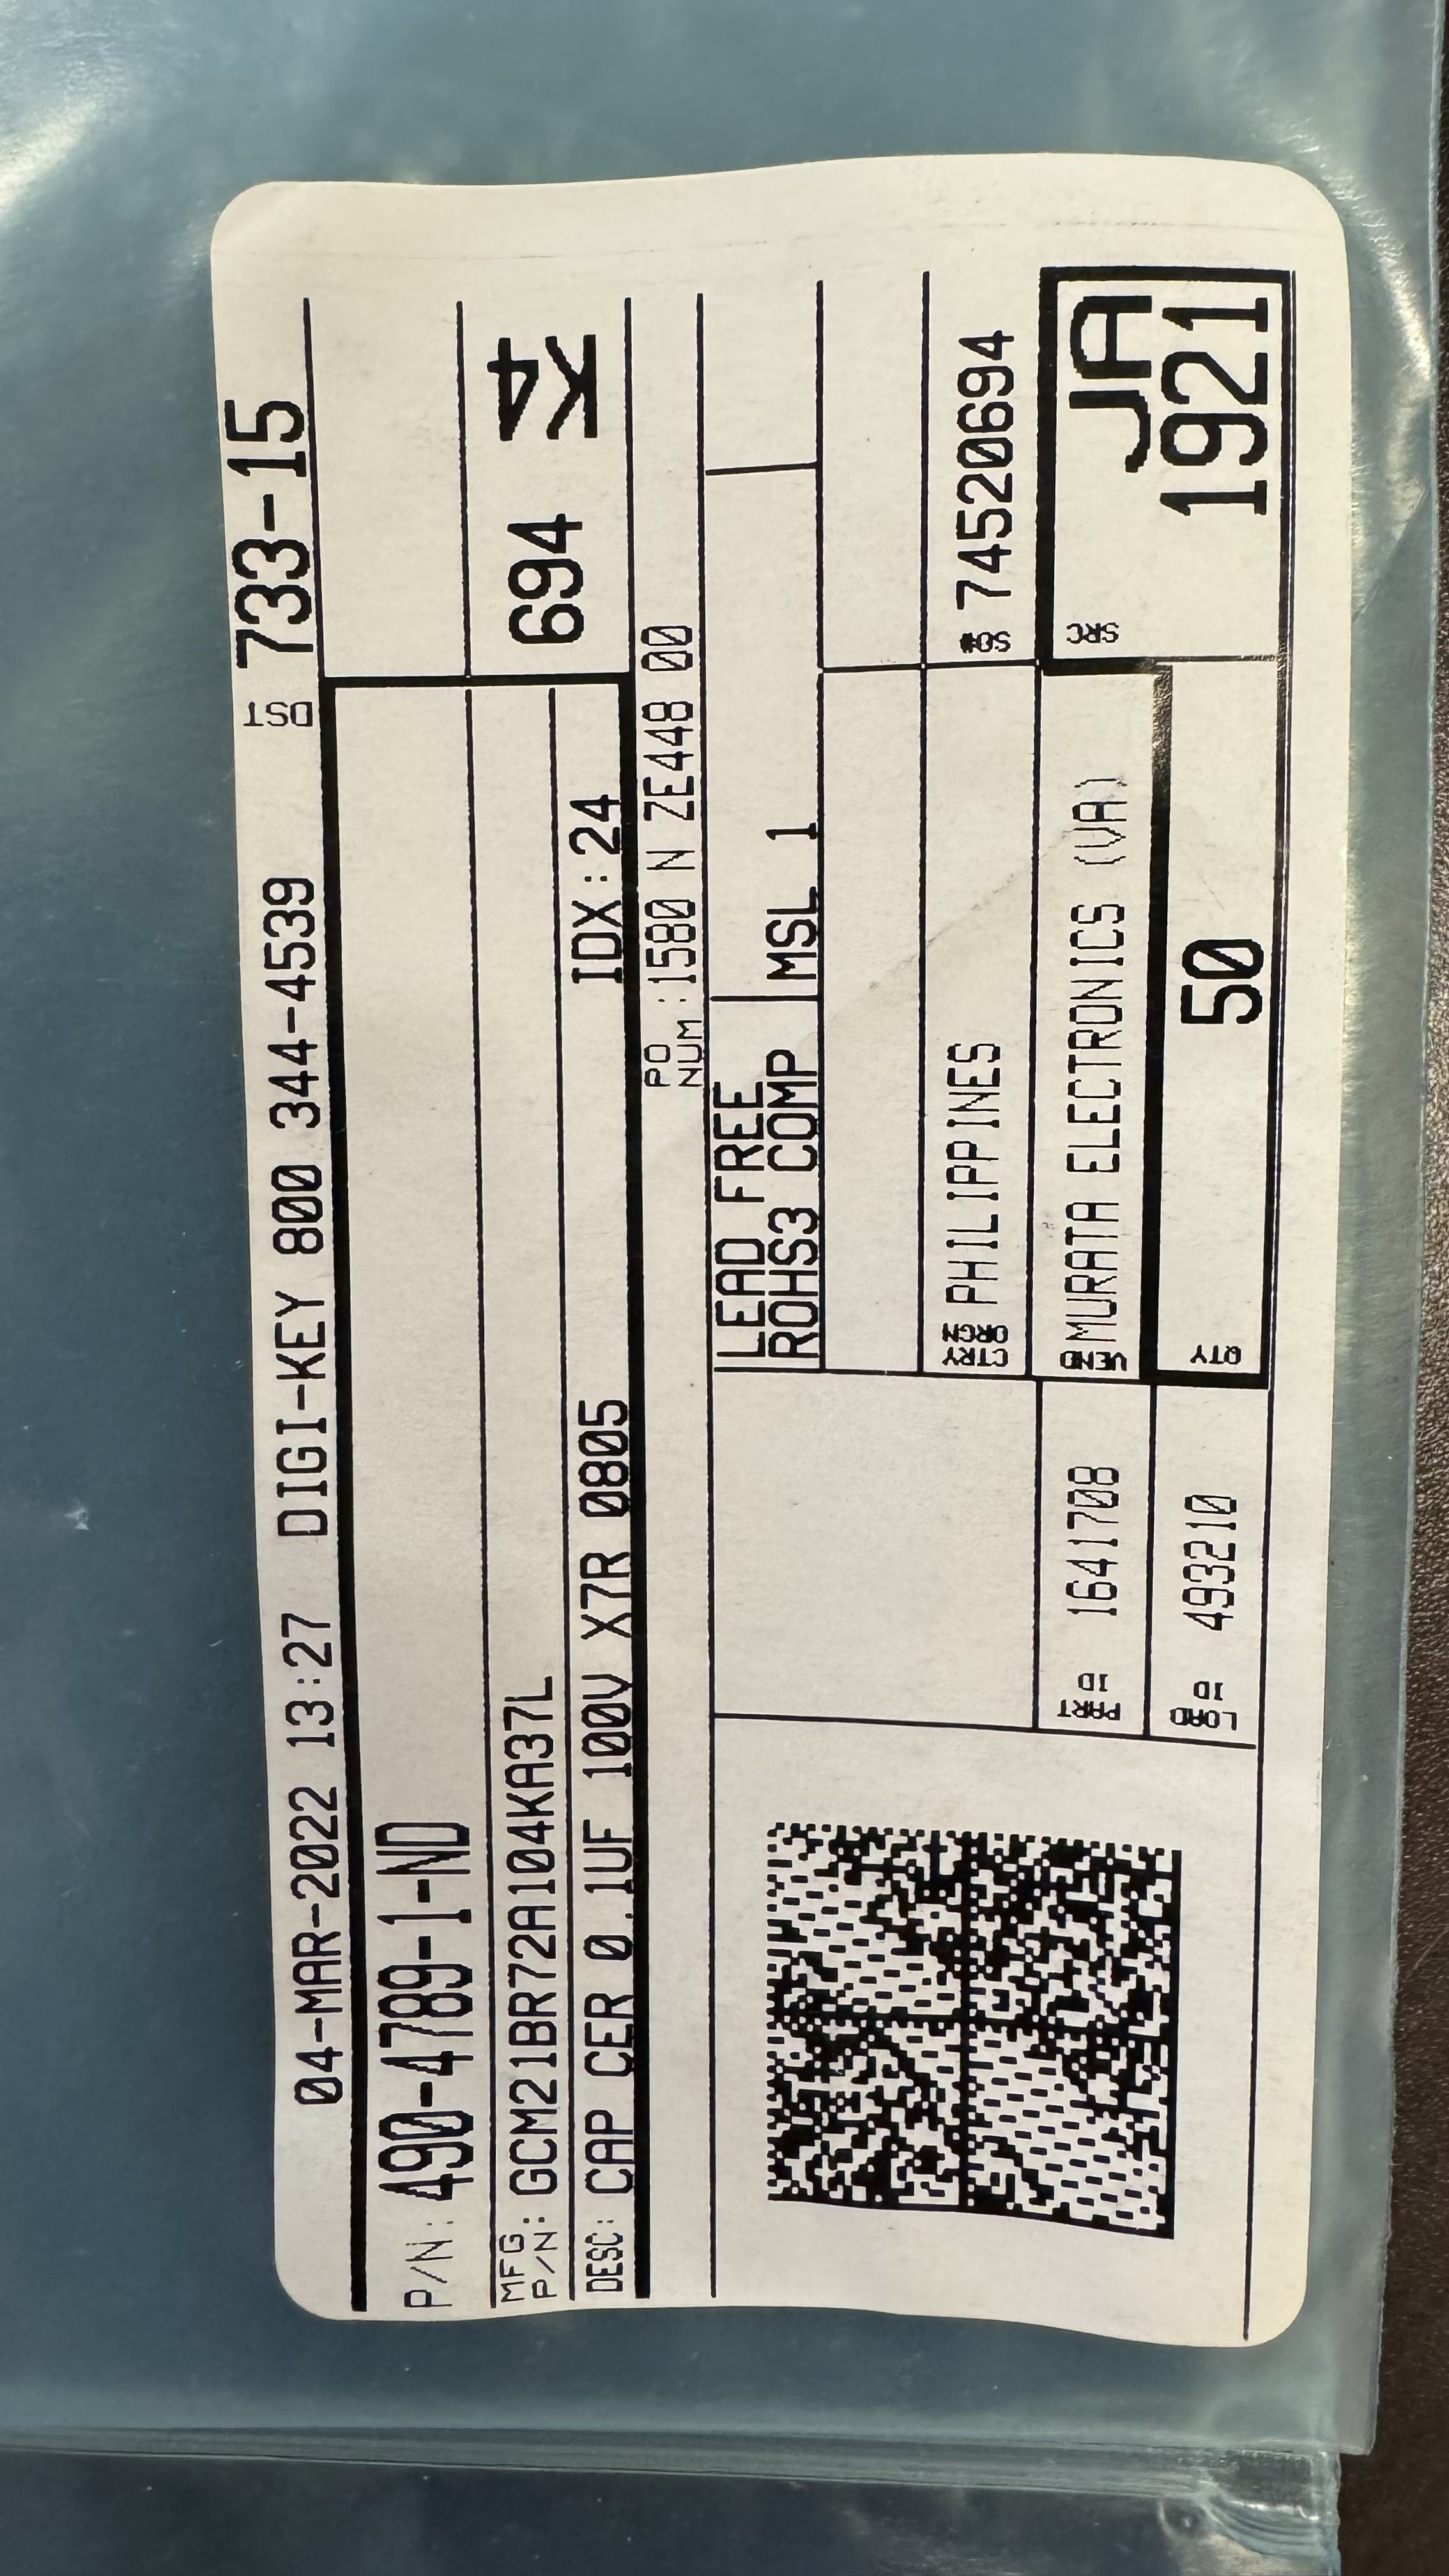 04-MAR-2022 13:27 DIGI-KEY 800 344-4539 DST 733-15
P/N: 490-4789-1-ND
MFG P/N: GCM21BR72A104KA37L
694 K4
DESC: CAP CER 0.1UF 100V X7R 0805 IDX:24
PO NUM :1580 N ZE448 00
LEAD FREE
ROHS3 COMP
MSL 1
CTRY ORGN PHILIPPINES
SO# 74520694
PART ID 1641708
VEND MURATA ELECTRONICS (VA)
SRC JA
1921
LOAD ID 493210
QTY 50